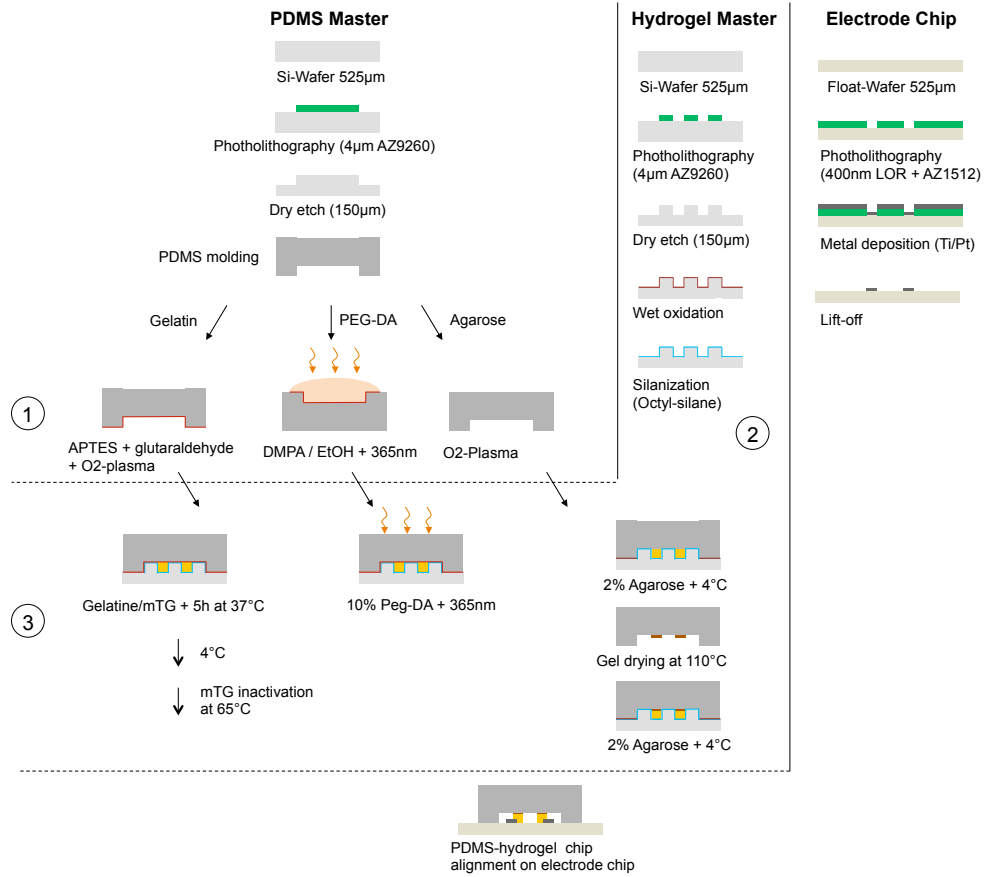 PDMS Master
Si-Wafer 525µm
Photholithography (4µm AZ9260)
Dry etch (150µm)
PDMS molding
Gelatin
PEG-DA
Agarose
1
APTES + glutaraldehyde
+ O2-plasma
DMPA / EtOH + 365nm
O2-Plasma
Hydrogel Master
Si-Wafer 525µm
Photholithography
(4µm AZ9260)
Dry etch (150µm)
Wet oxidation
Silanization
(Octyl-silane)
2
Electrode Chip
Float-Wafer 525µm
Photholithography
(400nm LOR + AZ1512)
Metal deposition (Ti/Pt)
Lift-off
3
Gelatine/mTG + 5h at 37°C
4°C
mTG inactivation
at 65°C
10% Peg-DA + 365nm
2% Agarose + 4°C
Gel drying at 110°C
2% Agarose + 4°C
PDMS-hydrogel chip
alignment on electrode chip